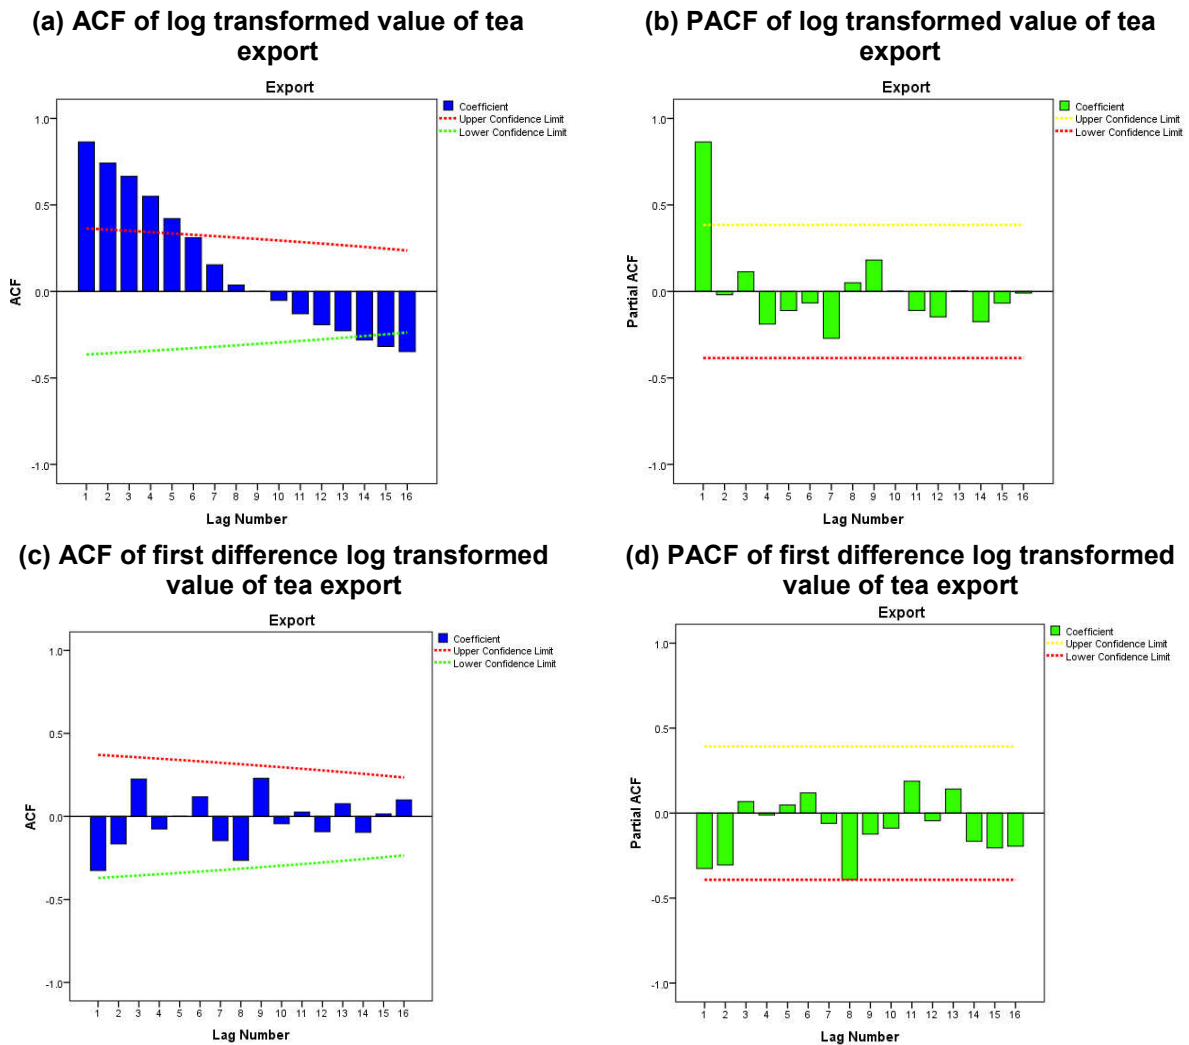 (a) ACF of log transformed value of tea
export
Export
Coefficient
Upper Confidence Limit
Lower Confidence Limit
1.0
0.5
0.0
-0.5
-1.0
ACF
1 2 3 4 5 6 7 8 9 10 11 12 13 14 15 16
Lag Number
(b) PACF of log transformed value of tea
export
Export
Coefficient
Upper Confidence Limit
Lower Confidence Limit
1.0
0.5
0.0
-0.5
-1.0
Partial ACF
1 2 3 4 5 6 7 8 9 10 11 12 13 14 15 16
Lag Number
(c) ACF of first difference log transformed
value of tea export
Export
Coefficient
Upper Confidence Limit
Lower Confidence Limit
1.0
0.5
0.0
-0.5
-1.0
ACF
1 2 3 4 5 6 7 8 9 10 11 12 13 14 15 16
Lag Number
(d) PACF of first difference log transformed
value of tea export
Export
Coefficient
Upper Confidence Limit
Lower Confidence Limit
1.0
0.5
0.0
-0.5
-1.0
Partial ACF
1 2 3 4 5 6 7 8 9 10 11 12 13 14 15 16
Lag Number